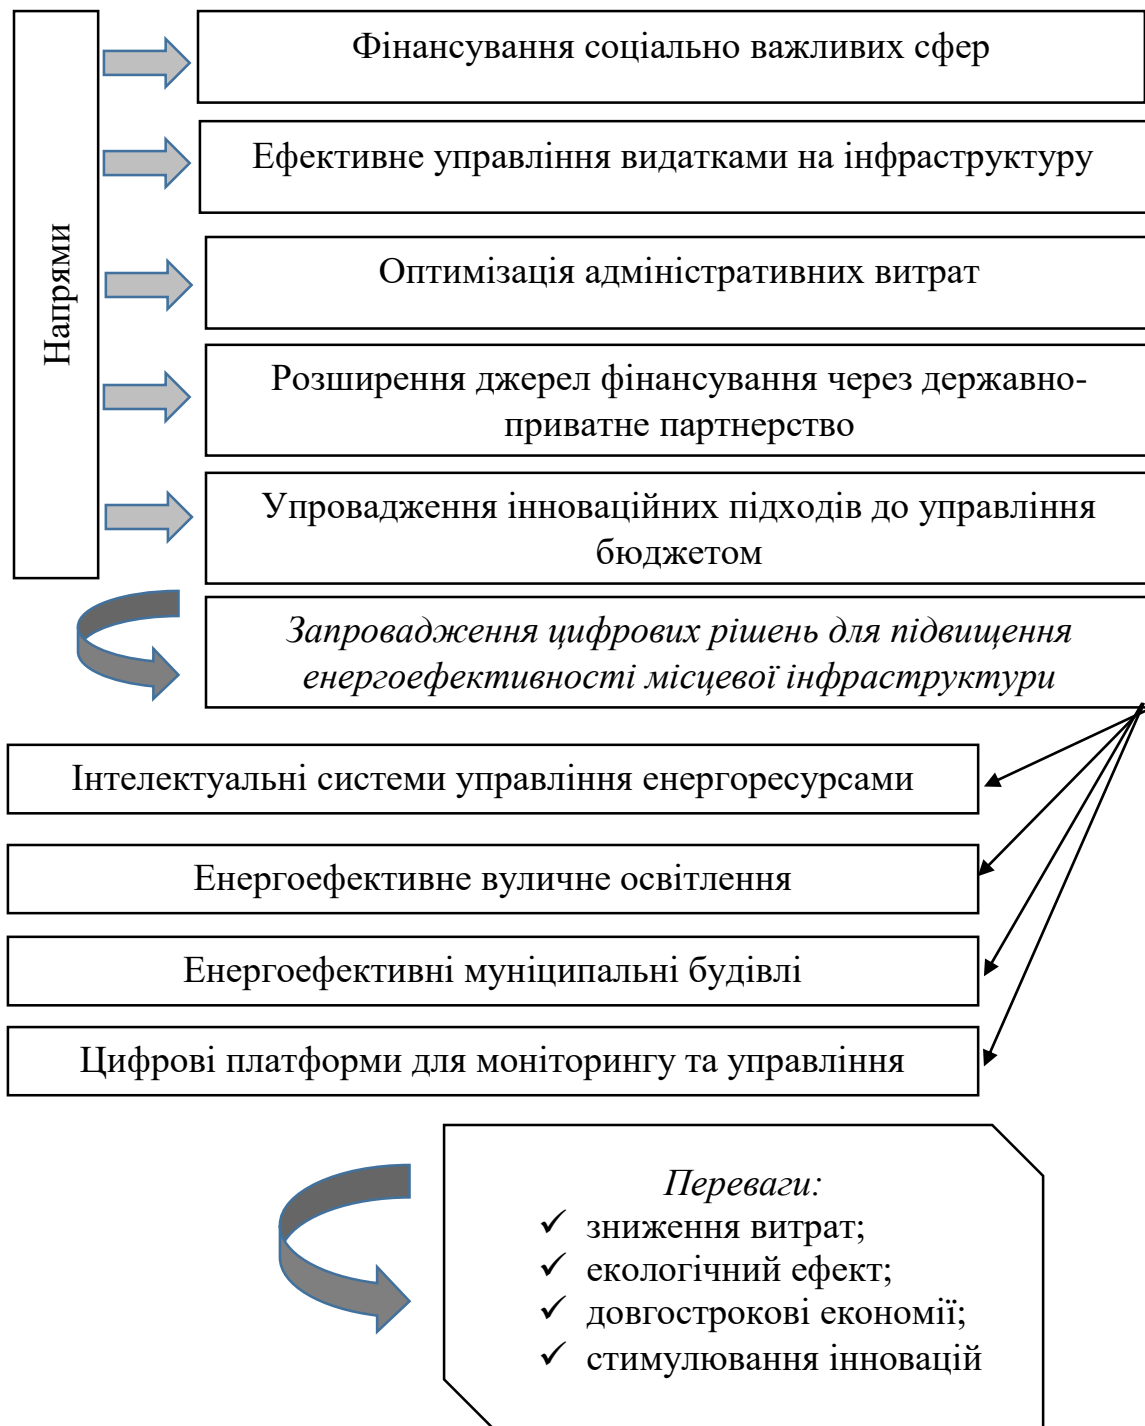 Напрями
Фінансування соціально важливих сфер
Ефективне управління видатками на інфраструктуру
Оптимізація адміністративних витрат
Розширення джерел фінансування через державно-
приватне партнерство
Упровадження інноваційних підходів до управління
бюджетом
Запровадження цифрових рішень для підвищення
енергоефективності місцевої інфраструктури
Інтелектуальні системи управління енергоресурсами
Енергоефективне вуличне освітлення
Енергоефективні муніципальні будівлі
Цифрові платформи для моніторингу та управління
Переваги:
✓ зниження витрат;
✓ екологічний ефект;
✓ довгострокові економії;
✓ стимулювання інновацій